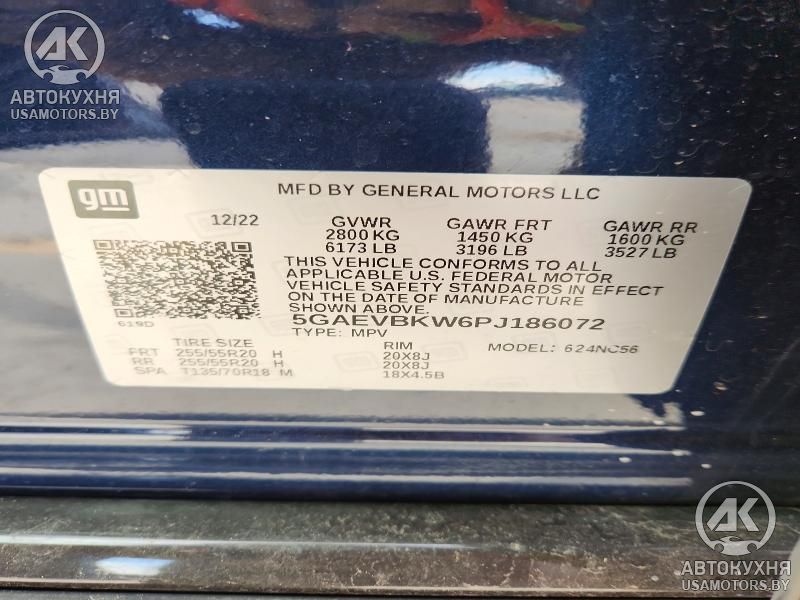 AK
АВТОКУХНЯ
USAMOTORS.BY
gm
MFD BY GENERAL MOTORS LLC
12/22 GVWR GAWR FRT GAWR RR
2800 KG 1450 KG 1600 KG
6173 LB 3196 LB 3527 LB
THIS VEHICLE CONFORMS TO ALL
APPLICABLE U.S. FEDERAL MOTOR
VEHICLE SAFETY STANDARDS IN EFFECT
ON THE DATE OF MANUFACTURE
SHOWN ABOVE.
619D 5GAEVBKW6PJ186072
TYPE: MPV MODEL: 624NC56
TIRE SIZE RIM
FRT 255/55R20 H 20X8J
RR 255/55R20 H 20X8J
SPA T135/70R18 M 18X4.5B
AK
АВТОКУХНЯ
USAMOTORS.BY